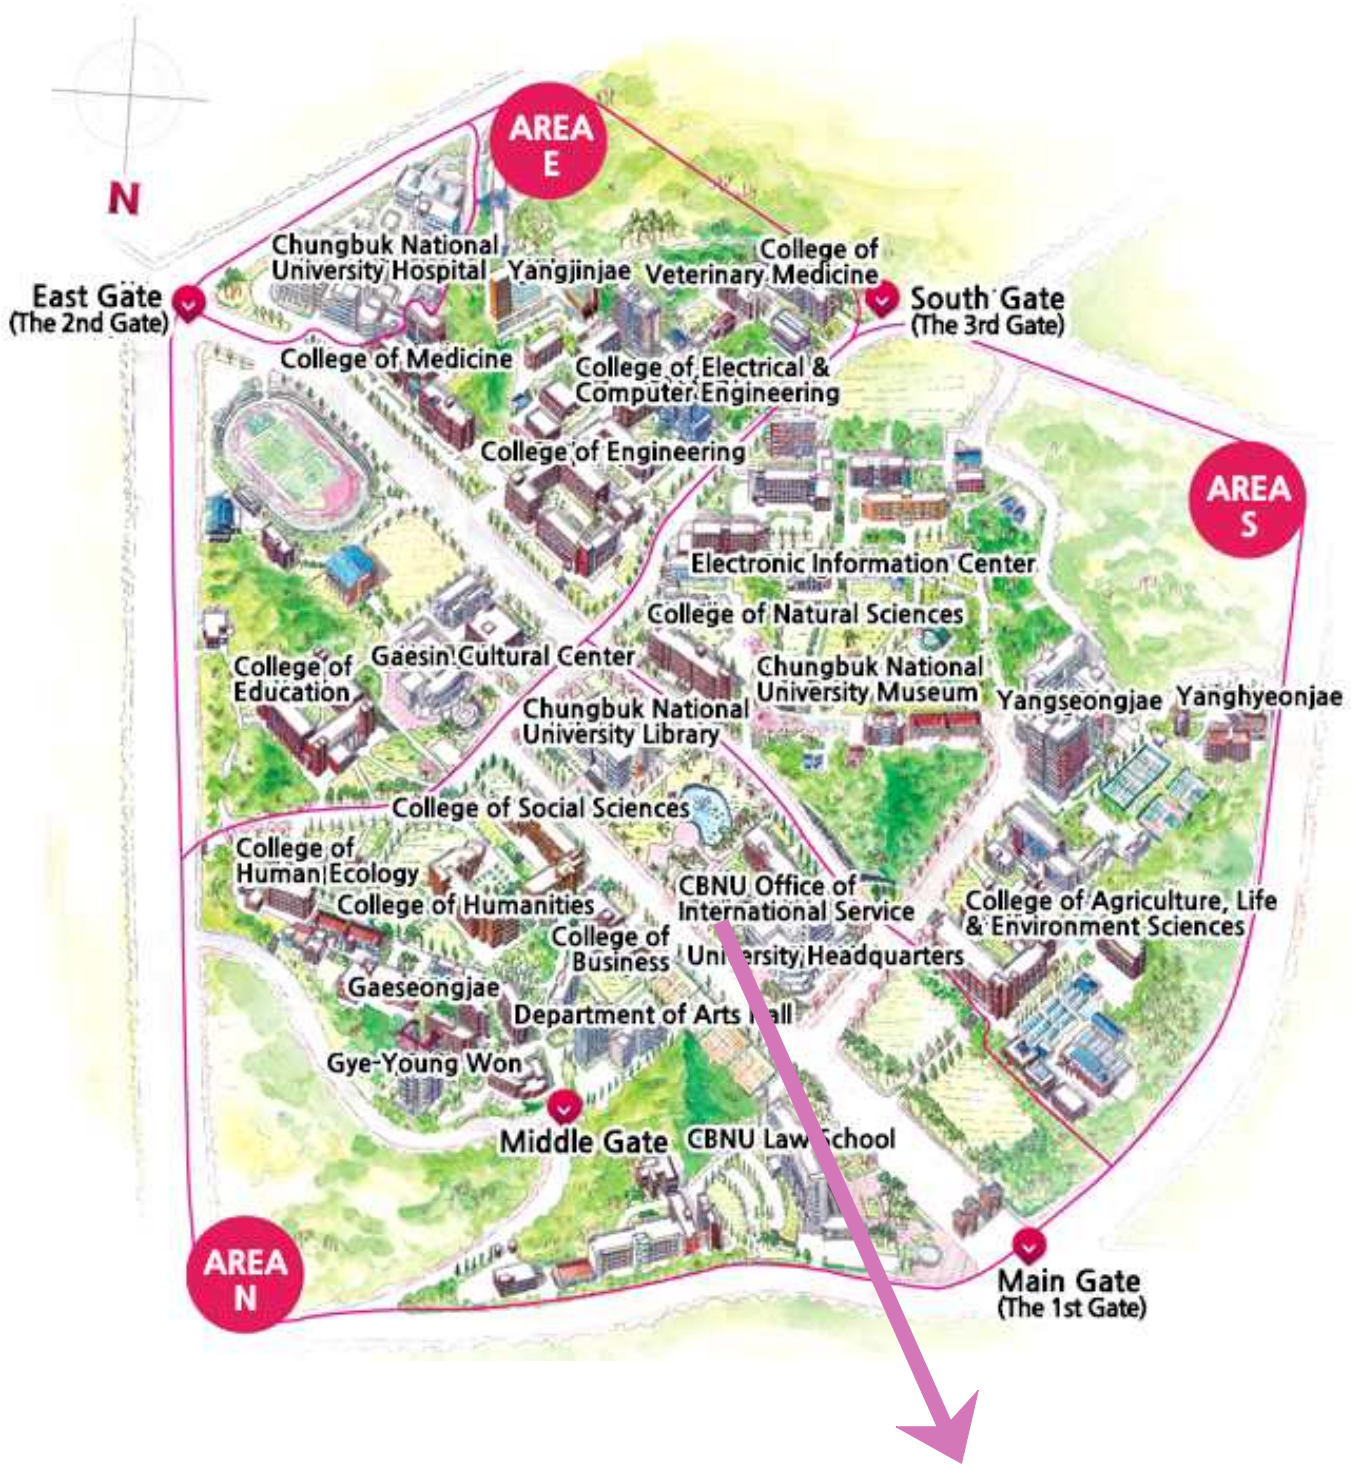 AREA
E
N
Chungbuk National
University Hospital
Yangjinjae
College of
Veterinary Medicine
East Gate
(The 2nd Gate)
South Gate
(The 3rd Gate)
College of Medicine
College of Electrical &
Computer Engineering
College of Engineering
AREA
S
Electronic Information Center
College of Natural Sciences
College of
Education
Gaesin Cultural Center
Chungbuk National
University Museum
Yangseongjae
Yanghyeonjae
Chungbuk National
University Library
College of Social Sciences
College of
Human Ecology
College of Humanities
CBNU Office of
International Service
College of Agriculture, Life
& Environment Sciences
College of
Business
University Headquarters
Gaeseongjae
Department of Arts Hall
Gye-Young Won
Middle Gate
CBNU Law School
AREA
N
Main Gate
(The 1st Gate)